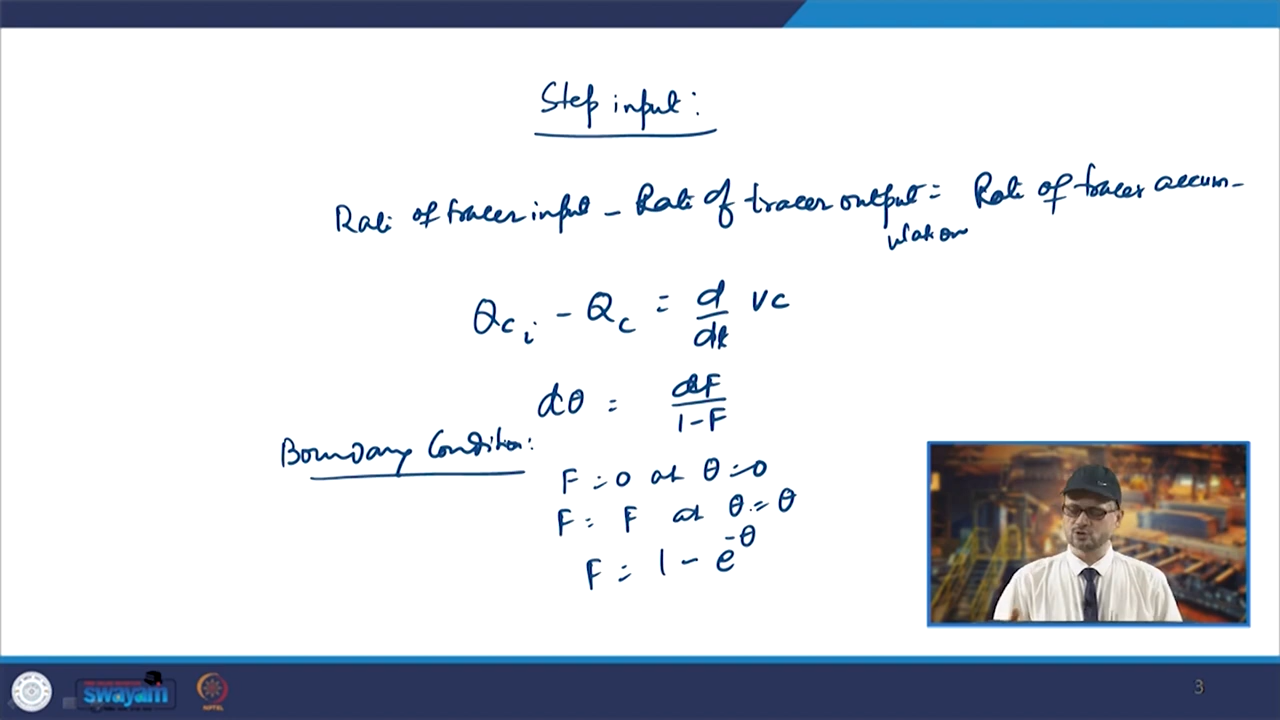 Step input:
Rate of tracer input - Rate of tracer output = Rate of tracer accum-
ulation
Qci - Qc = d/dt VC
dθ = dF/1-F
Boundary Condition:
F = 0 at θ = 0
F = F at θ = θ
F = 1 - e^-θ
swayam
3